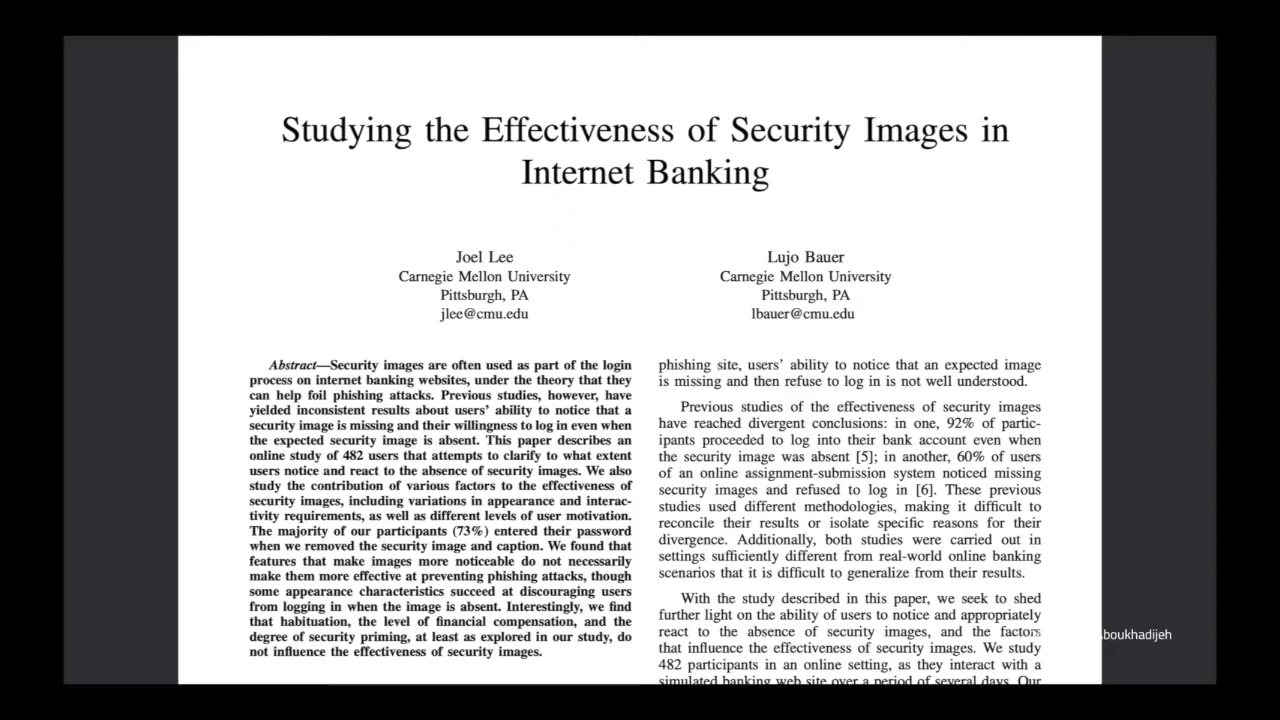 Studying the Effectiveness of Security Images in
Internet Banking
Joel Lee
Carnegie Mellon University
Pittsburgh, PA
jlee@cmu.edu
Lujo Bauer
Carnegie Mellon University
Pittsburgh, PA
lbauer@cmu.edu
Abstract—Security images are often used as part of the login
process on internet banking websites, under the theory that they
can help foil phishing attacks. Previous studies, however, have
yielded inconsistent results about users' ability to notice that a
security image is missing and their willingness to log in even when
the expected security image is absent. This paper describes an
online study of 482 users that attempts to clarify to what extent
users notice and react to the absence of security images. We also
study the contribution of various factors to the effectiveness of
security images, including variations in appearance and interac-
tivity requirements, as well as different levels of user motivation.
The majority of our participants (73%) entered their password
when we removed the security image and caption. We found that
features that make images more noticeable do not necessarily
make them more effective at preventing phishing attacks, though
some appearance characteristics succeed at discouraging users
from logging in when the image is absent. Interestingly, we find
that habituation, the level of financial compensation, and the
degree of security priming, at least as explored in our study, do
not influence the effectiveness of security images.
phishing site, users' ability to notice that an expected image
is missing and then refuse to log in is not well understood.
Previous studies of the effectiveness of security images
have reached divergent conclusions: in one, 92% of partic-
ipants proceeded to log into their bank account even when
the security image was absent [5]; in another, 60% of users
of an online assignment-submission system noticed missing
security images and refused to log in [6]. These previous
studies used different methodologies, making it difficult to
reconcile their results or isolate specific reasons for their
divergence. Additionally, both studies were carried out in
settings sufficiently different from real-world online banking
scenarios that it is difficult to generalize from their results.
With the study described in this paper, we seek to shed
further light on the ability of users to notice and appropriately
react to the absence of security images, and the factors
that influence the effectiveness of security images. We study
482 participants in an online setting, as they interact with a
simulated banking web site over a period of several days. Our